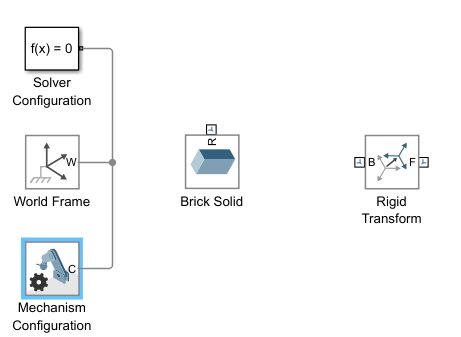 f(x) = 0
Solver
Configuration
W
World Frame
R
Brick Solid
B
F
Rigid
Transform
C
Mechanism
Configuration